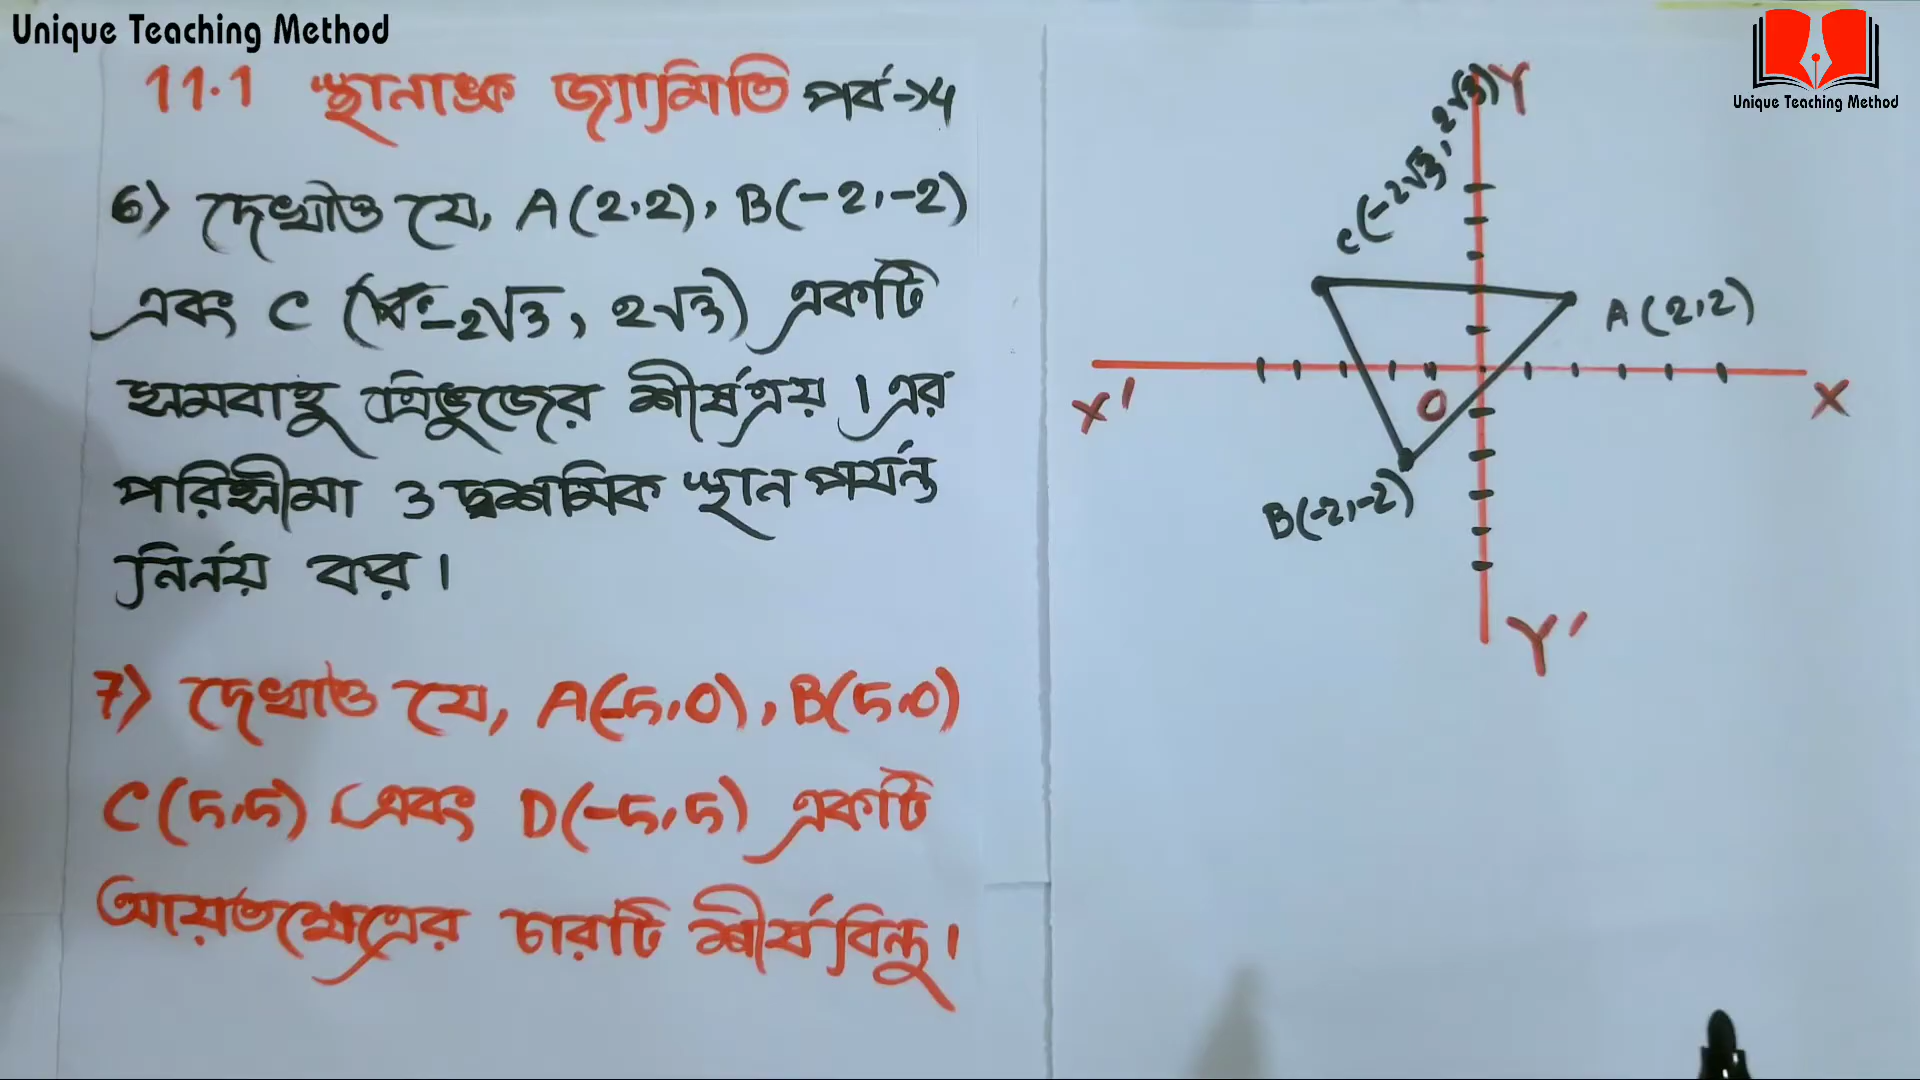 Unique Teaching Method
11.1 স্থানাঙ্ক জ্যামিতি পর্ব→4
6) দেখাও যে, A(2,2), B(-2,-2)
এবং C (-2√3, 2√3) একটি
সমবাহু ত্রিভুজের শীর্ষত্রয়। এর
পরিসীমা 3 দশমিক স্থান পর্যন্ত
নির্নয় কর।
7) দেখাও যে, A(-5,0), B(5,0)
C(5,5) এবং D(-5,5) একটি
আয়তক্ষেত্রের চারটি শীর্ষবিন্দু।
Y
C(-2√3, 2√3)
A(2,2)
X'
O
X
B(-2,-2)
Y'
Unique Teaching Method